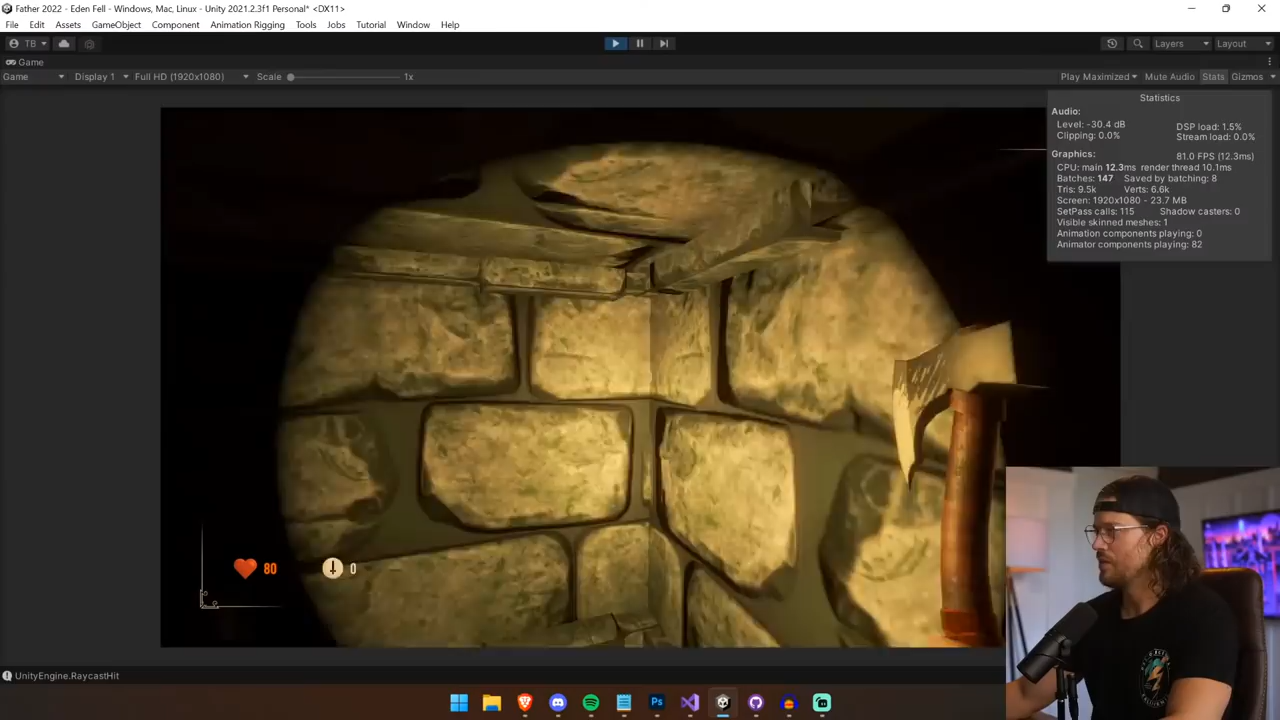 Father 2022 - Eden Fell - Windows, Mac, Linux - Unity 2021.2.3f1 Personal* <DX11>
File Edit Assets GameObject Component Animation Rigging Tools Jobs Tutorial Window Help
TB Layers Layout
Game
Game Display 1 Full HD (1920x1080) Scale 1x Play Maximized Mute Audio Stats Gizmos
Statistics
Audio:
Level: -30.4 dB DSP load: 1.5%
Clipping: 0.0% Stream load: 0.0%
Graphics: 81.0 FPS (12.3ms)
CPU: main 12.3ms render thread 10.1ms
Batches: 147 Saved by batching: 8
Tris: 9.5k Verts: 6.6k
Screen: 1920x1080 - 23.7 MB
SetPass calls: 115 Shadow casters: 0
Visible skinned meshes: 1
Animation components playing: 0
Animator components playing: 82
80 0
UnityEngine.RaycastHit
Ps